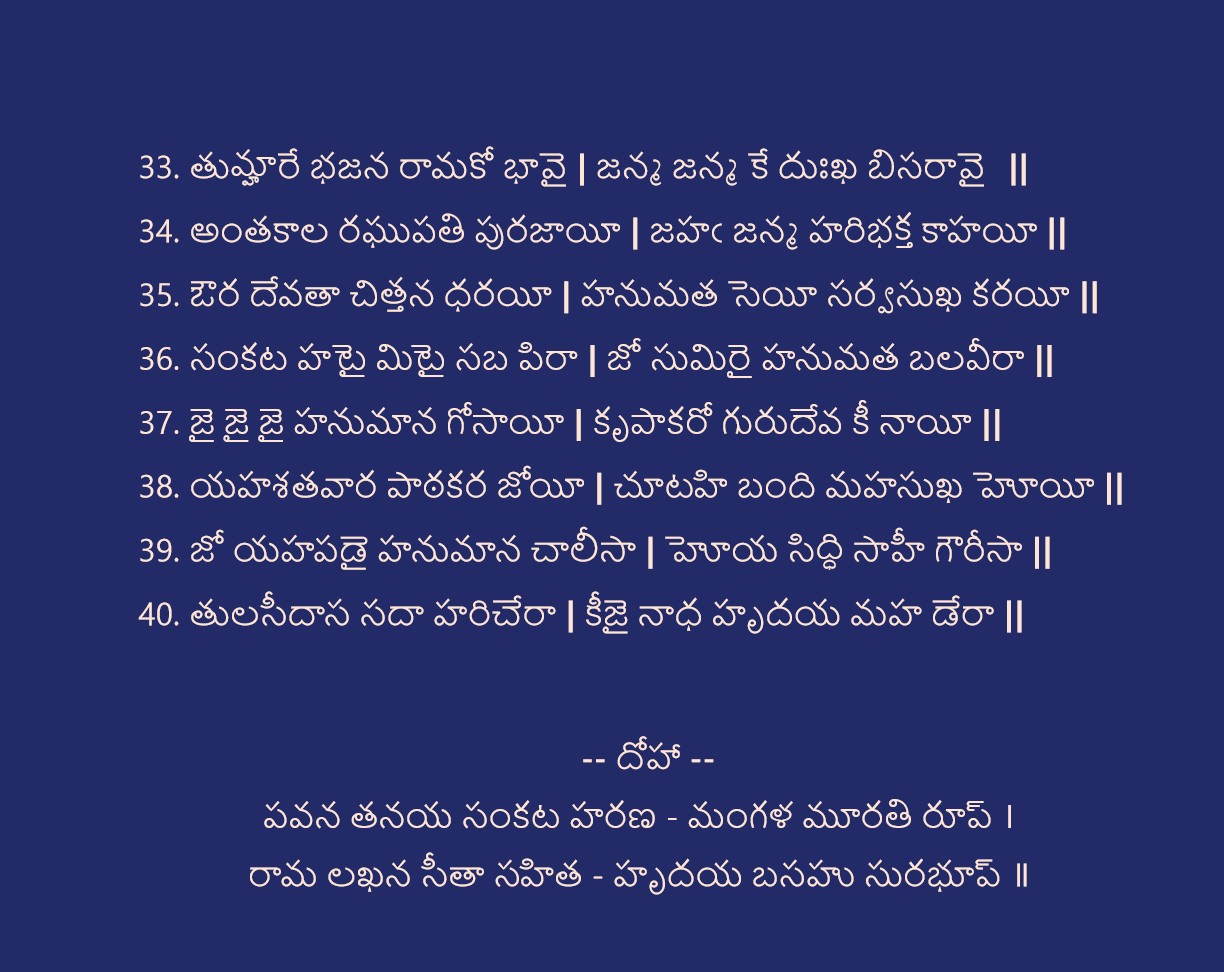 33. తుమ్హారే భజన రామకో భావై | జన్మ జన్మ కే దుఃఖ బిసరావై ||
34. అంతకాల రఘుపతి పురజాయీ | జహఁ జన్మ హరిభక్త కాహయీ ||
35. ఔర దేవతా చిత్తన ధరయీ | హనుమత సెయీ సర్వసుఖ కరయీ ||
36. సంకట హటై మిటై సబ పిరా | జో సుమిరై హనుమత బలవీరా ||
37. జై జై జై హనుమాన గోసాయీ | కృపాకరో గురుదేవ కీ నాయీ ||
38. యహశతవార పాఠకర జోయీ | చూటహి బంది మహసుఖ హెూయీ ||
39. జో యహపడై హనుమాన చాలీసా | హెూయ సిద్ధి సాహీ గౌరీసా ||
40. తులసీదాస సదా హరిచేరా | కీజై నాధ హృదయ మహ డేరా ||
-- దోహా --
పవన తనయ సంకట హరణ - మంగళ మూరతి రూప్ ।
రామ లఖన సీతా సహిత - హృదయ బసహు సురభూప్ ॥